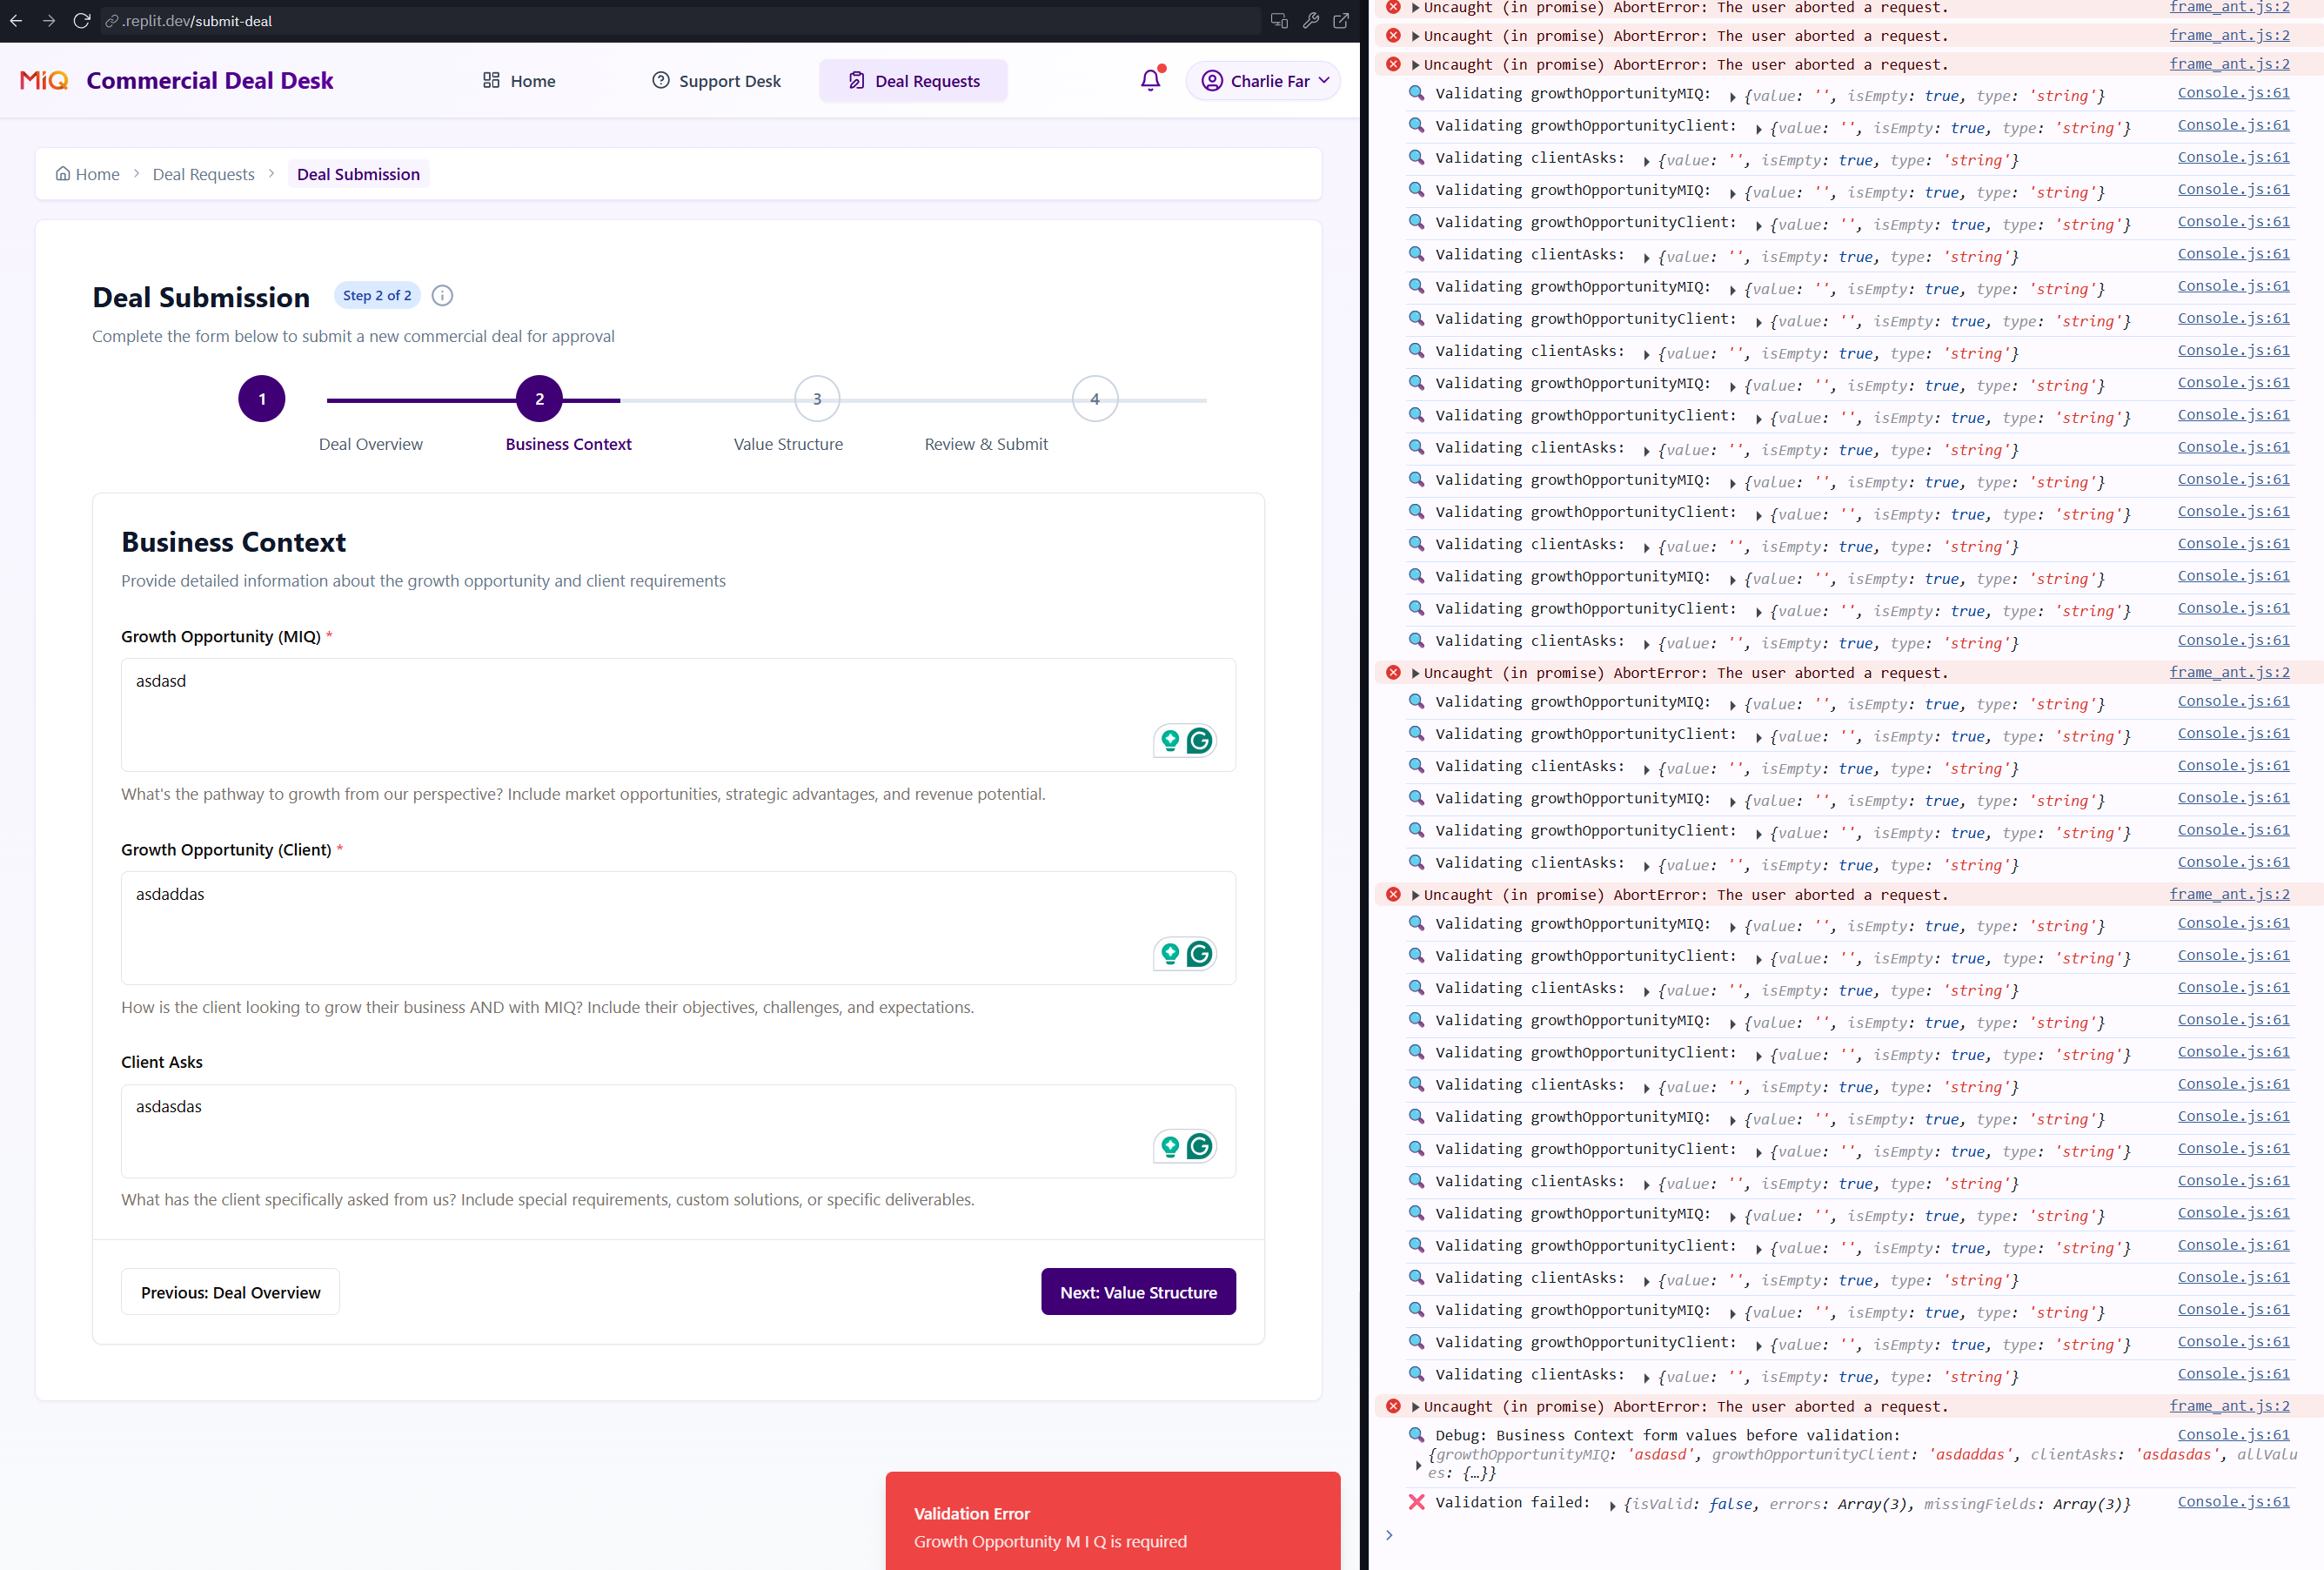 .replit.dev/submit-deal
MiQ Commercial Deal Desk
Home
Support Desk
Deal Requests
Charlie Far
Home > Deal Requests > Deal Submission
Deal Submission Step 2 of 2
Complete the form below to submit a new commercial deal for approval
1 2 3 4
Deal Overview Business Context Value Structure Review & Submit
Business Context
Provide detailed information about the growth opportunity and client requirements
Growth Opportunity (MIQ) *
asdasd
What's the pathway to growth from our perspective? Include market opportunities, strategic advantages, and revenue potential.
Growth Opportunity (Client) *
asdaddas
How is the client looking to grow their business AND with MIQ? Include their objectives, challenges, and expectations.
Client Asks
asdasdas
What has the client specifically asked from us? Include special requirements, custom solutions, or specific deliverables.
Previous: Deal Overview
Next: Value Structure
Validation Error
Growth Opportunity M I Q is required
Uncaught (in promise) AbortError: The user aborted a request. frame_ant.js:2
Uncaught (in promise) AbortError: The user aborted a request. frame_ant.js:2
Uncaught (in promise) AbortError: The user aborted a request. frame_ant.js:2
Validating growthOpportunityMIQ: {value: '', isEmpty: true, type: 'string'} Console.js:61
Validating growthOpportunityClient: {value: '', isEmpty: true, type: 'string'} Console.js:61
Validating clientAsks: {value: '', isEmpty: true, type: 'string'} Console.js:61
Validating growthOpportunityMIQ: {value: '', isEmpty: true, type: 'string'} Console.js:61
Validating growthOpportunityClient: {value: '', isEmpty: true, type: 'string'} Console.js:61
Validating clientAsks: {value: '', isEmpty: true, type: 'string'} Console.js:61
Validating growthOpportunityMIQ: {value: '', isEmpty: true, type: 'string'} Console.js:61
Validating growthOpportunityClient: {value: '', isEmpty: true, type: 'string'} Console.js:61
Validating clientAsks: {value: '', isEmpty: true, type: 'string'} Console.js:61
Validating growthOpportunityMIQ: {value: '', isEmpty: true, type: 'string'} Console.js:61
Validating growthOpportunityClient: {value: '', isEmpty: true, type: 'string'} Console.js:61
Validating clientAsks: {value: '', isEmpty: true, type: 'string'} Console.js:61
Validating growthOpportunityMIQ: {value: '', isEmpty: true, type: 'string'} Console.js:61
Validating growthOpportunityClient: {value: '', isEmpty: true, type: 'string'} Console.js:61
Validating clientAsks: {value: '', isEmpty: true, type: 'string'} Console.js:61
Validating growthOpportunityMIQ: {value: '', isEmpty: true, type: 'string'} Console.js:61
Validating growthOpportunityClient: {value: '', isEmpty: true, type: 'string'} Console.js:61
Validating clientAsks: {value: '', isEmpty: true, type: 'string'} Console.js:61
Uncaught (in promise) AbortError: The user aborted a request. frame_ant.js:2
Validating growthOpportunityMIQ: {value: '', isEmpty: true, type: 'string'} Console.js:61
Validating growthOpportunityClient: {value: '', isEmpty: true, type: 'string'} Console.js:61
Validating clientAsks: {value: '', isEmpty: true, type: 'string'} Console.js:61
Validating growthOpportunityMIQ: {value: '', isEmpty: true, type: 'string'} Console.js:61
Validating growthOpportunityClient: {value: '', isEmpty: true, type: 'string'} Console.js:61
Validating clientAsks: {value: '', isEmpty: true, type: 'string'} Console.js:61
Uncaught (in promise) AbortError: The user aborted a request. frame_ant.js:2
Validating growthOpportunityMIQ: {value: '', isEmpty: true, type: 'string'} Console.js:61
Validating growthOpportunityClient: {value: '', isEmpty: true, type: 'string'} Console.js:61
Validating clientAsks: {value: '', isEmpty: true, type: 'string'} Console.js:61
Validating growthOpportunityMIQ: {value: '', isEmpty: true, type: 'string'} Console.js:61
Validating growthOpportunityClient: {value: '', isEmpty: true, type: 'string'} Console.js:61
Validating clientAsks: {value: '', isEmpty: true, type: 'string'} Console.js:61
Validating growthOpportunityMIQ: {value: '', isEmpty: true, type: 'string'} Console.js:61
Validating growthOpportunityClient: {value: '', isEmpty: true, type: 'string'} Console.js:61
Validating clientAsks: {value: '', isEmpty: true, type: 'string'} Console.js:61
Validating growthOpportunityMIQ: {value: '', isEmpty: true, type: 'string'} Console.js:61
Validating growthOpportunityClient: {value: '', isEmpty: true, type: 'string'} Console.js:61
Validating clientAsks: {value: '', isEmpty: true, type: 'string'} Console.js:61
Validating growthOpportunityMIQ: {value: '', isEmpty: true, type: 'string'} Console.js:61
Validating growthOpportunityClient: {value: '', isEmpty: true, type: 'string'} Console.js:61
Validating clientAsks: {value: '', isEmpty: true, type: 'string'} Console.js:61
Uncaught (in promise) AbortError: The user aborted a request. frame_ant.js:2
Debug: Business Context form values before validation: Console.js:61
{growthOpportunityMIQ: 'asdasd', growthOpportunityClient: 'asdaddas', clientAsks: 'asdasdas', allValu
es: {…}}
Validation failed: {isValid: false, errors: Array(3), missingFields: Array(3)} Console.js:61